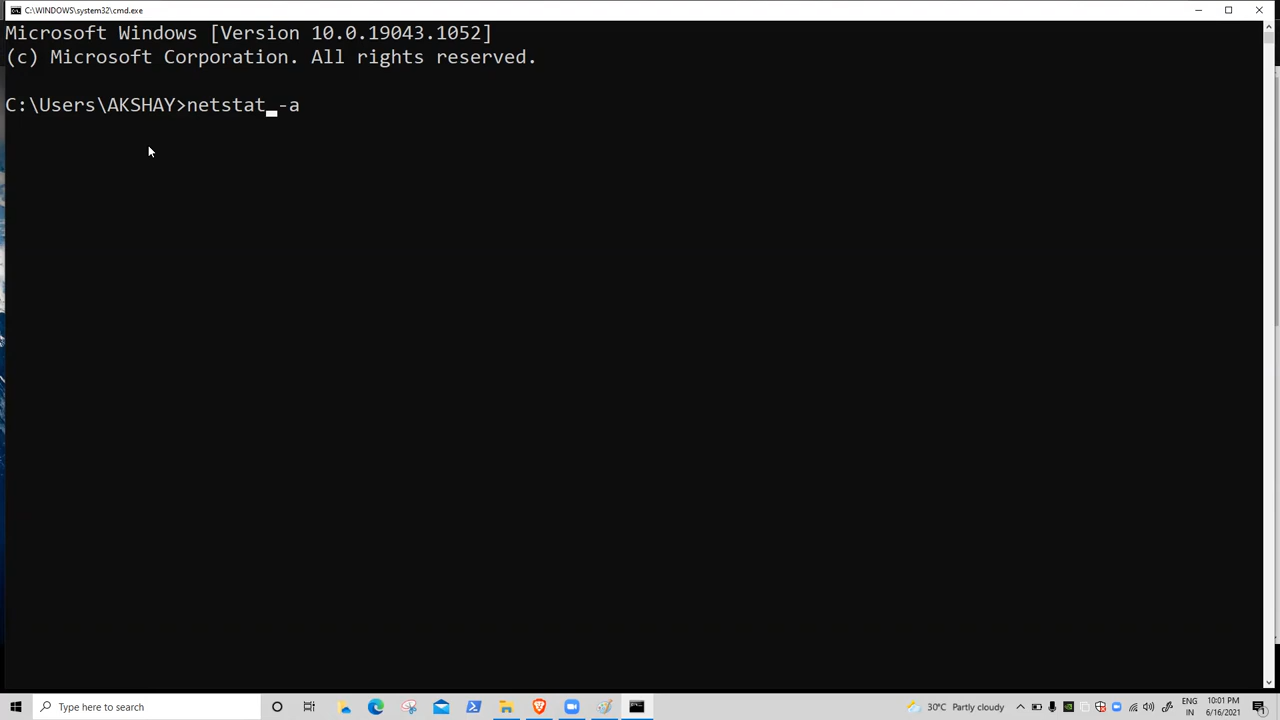 C:\WINDOWS\system32\cmd.exe
Microsoft Windows [Version 10.0.19043.1052]
(c) Microsoft Corporation. All rights reserved.
C:\Users\AKSHAY>netstat -a
Type here to search
30°C Partly cloudy
ENG
IN
10:01 PM
6/16/2021
1